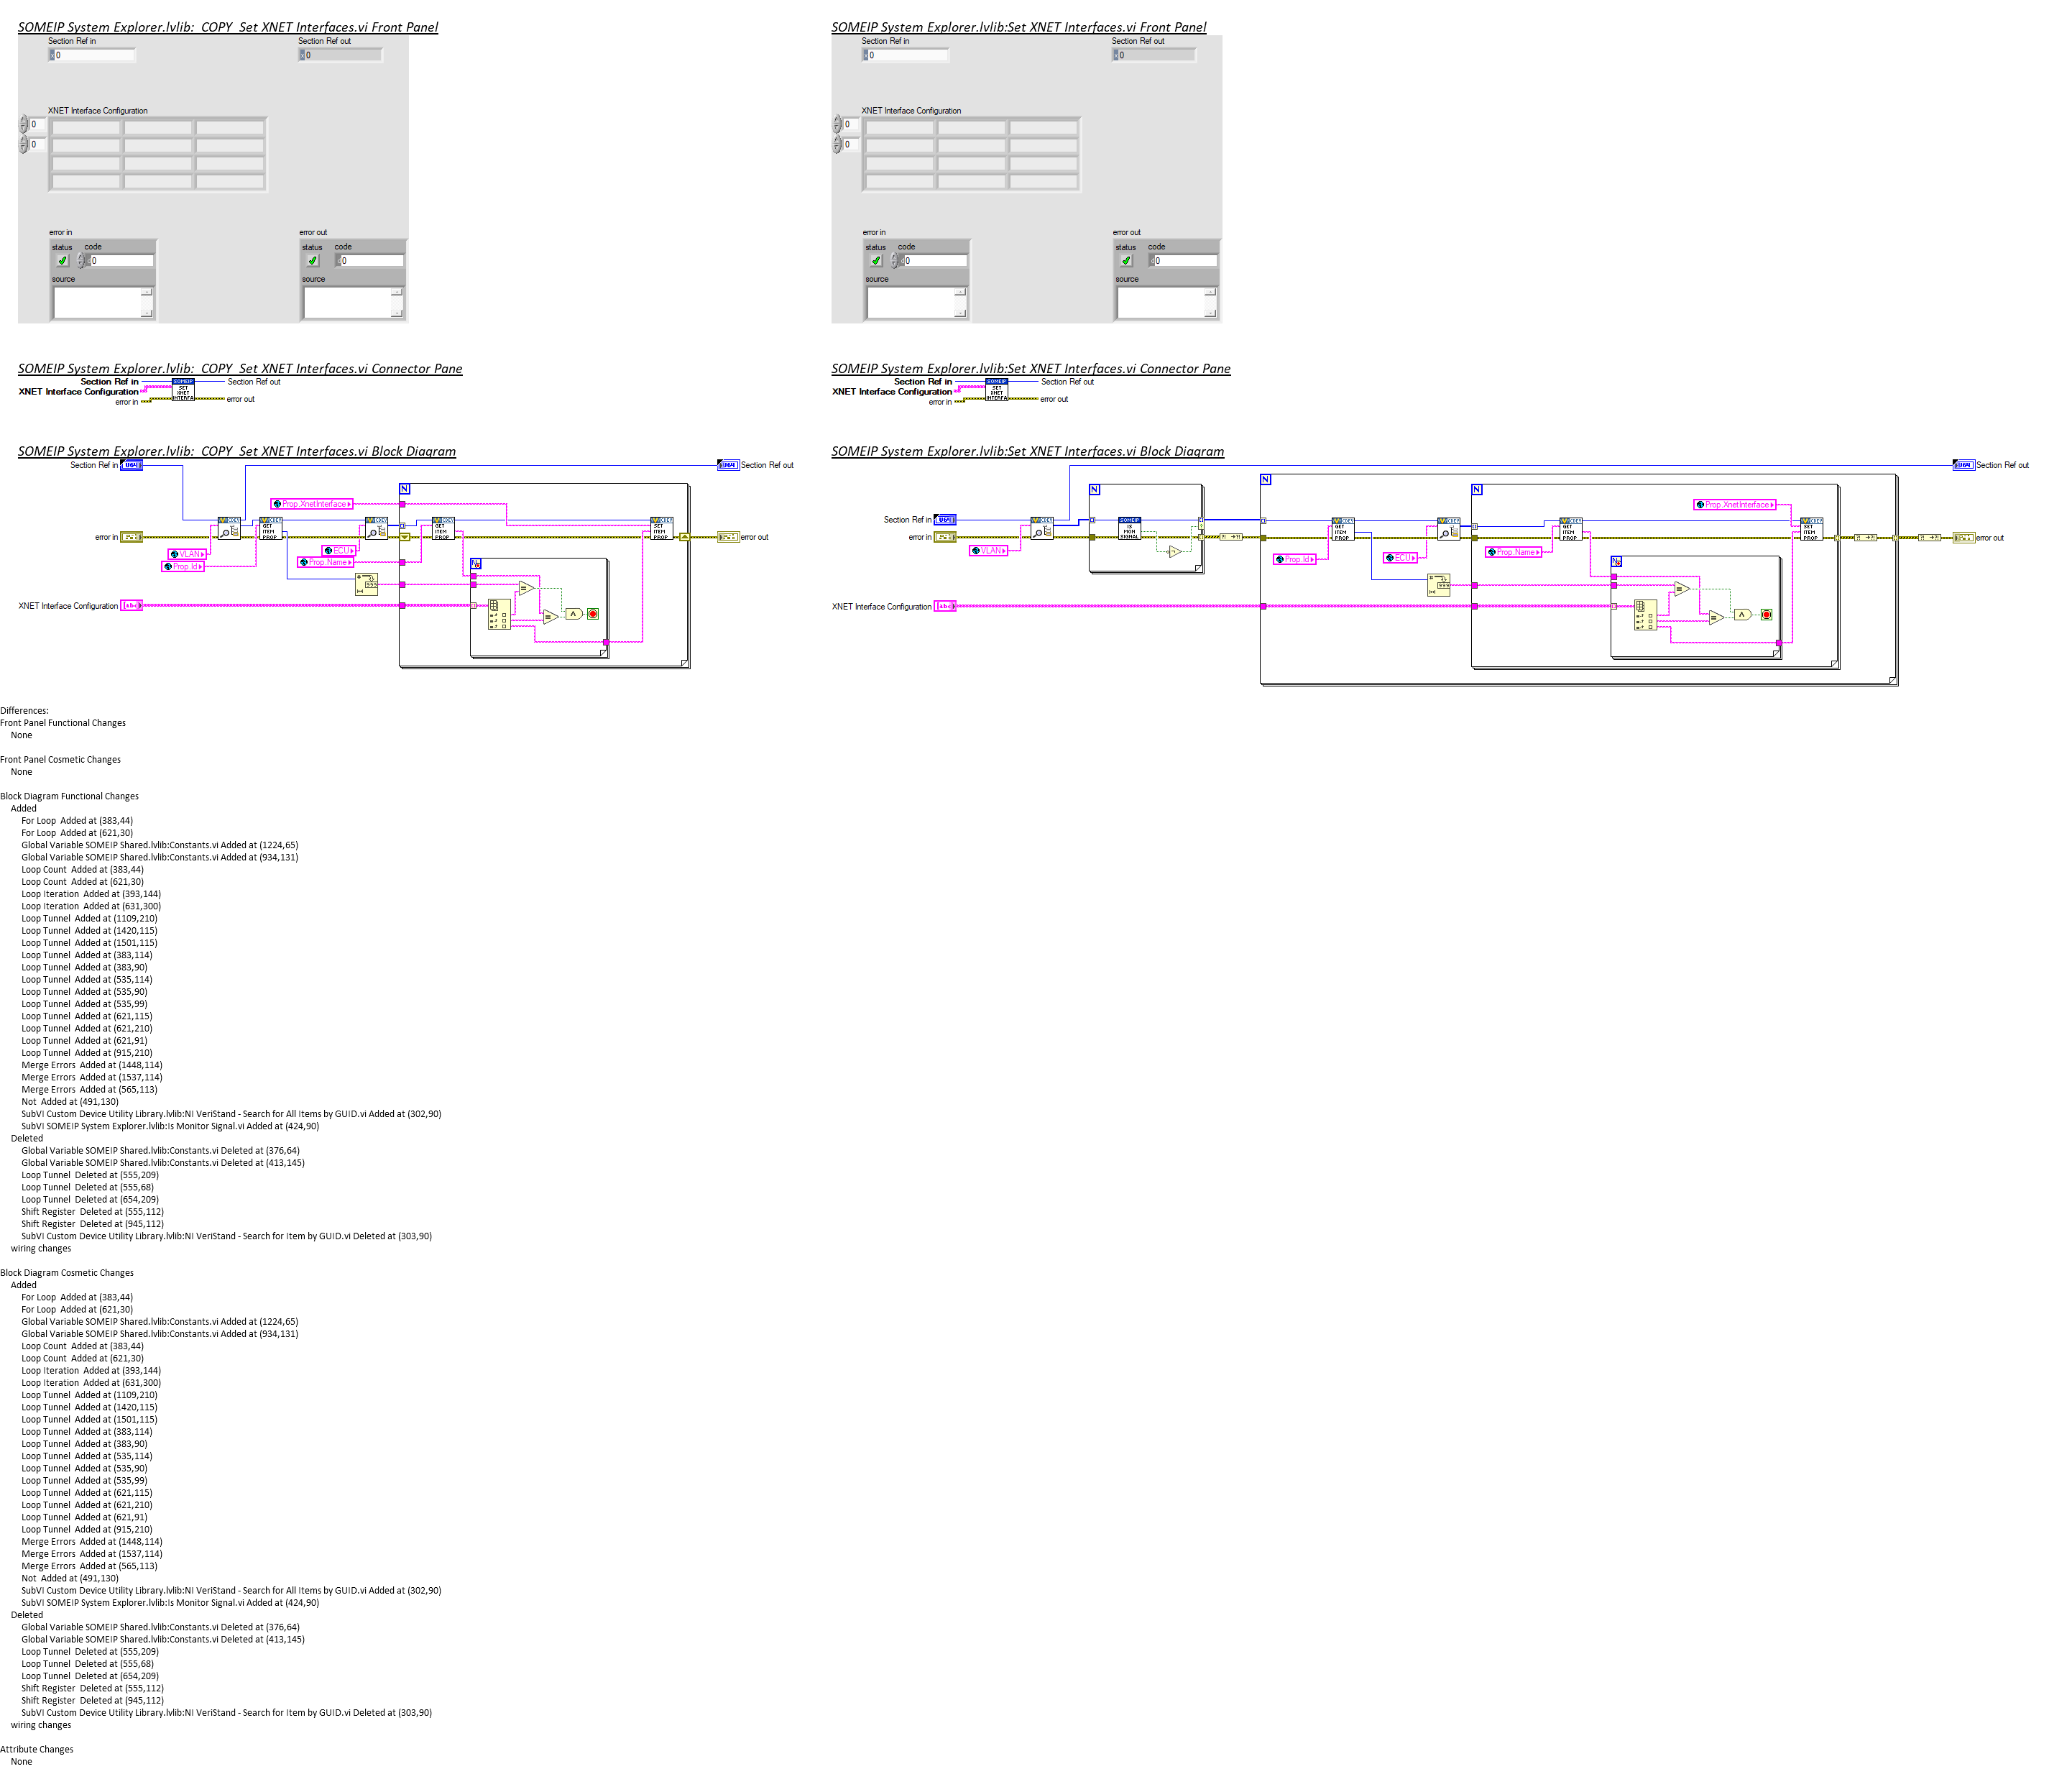 SOMEIP System Explorer.lvlib:  COPY  Set XNET Interfaces.vi Front Panel
Section Ref in
0
Section Ref out
0
XNET Interface Configuration
0
0
error in
status
code
0
source
error out
status
code
0
source
SOMEIP System Explorer.lvlib:Set XNET Interfaces.vi Front Panel
Section Ref in
0
Section Ref out
0
XNET Interface Configuration
0
0
error in
status
code
0
source
error out
status
code
0
source
SOMEIP System Explorer.lvlib:  COPY  Set XNET Interfaces.vi Connector Pane
Section Ref in
XNET Interface Configuration
error in
SOMEIP
SET
XNET
INTERFA
Section Ref out
error out
SOMEIP System Explorer.lvlib:Set XNET Interfaces.vi Connector Pane
Section Ref in
XNET Interface Configuration
error in
SOMEIP
SET
XNET
INTERFA
Section Ref out
error out
SOMEIP System Explorer.lvlib:  COPY  Set XNET Interfaces.vi Block Diagram
Section Ref in
Section Ref out
N
Prop.XnetInterface
GET
ITEM
PROP
GET
ITEM
PROP
SET
ITEM
PROP
error in
error out
VLAN
ECU
Prop.Id
Prop.Name
XNET Interface Configuration
abc
SOMEIP System Explorer.lvlib:Set XNET Interfaces.vi Block Diagram
Section Ref out
N
N
N
Prop.XnetInterface
Section Ref in
SOMEIP
IS
MON
SIGNAL
GET
ITEM
PROP
GET
ITEM
PROP
SET
ITEM
PROP
error in
error out
VLAN
Prop.Id
ECU
Prop.Name
XNET Interface Configuration
abc
Differences:
Front Panel Functional Changes
None
Front Panel Cosmetic Changes
None
Block Diagram Functional Changes
Added
For Loop  Added at (383,44)
For Loop  Added at (621,30)
Global Variable SOMEIP Shared.lvlib:Constants.vi Added at (1224,65)
Global Variable SOMEIP Shared.lvlib:Constants.vi Added at (934,131)
Loop Count  Added at (383,44)
Loop Count  Added at (621,30)
Loop Iteration  Added at (393,144)
Loop Iteration  Added at (631,300)
Loop Tunnel  Added at (1109,210)
Loop Tunnel  Added at (1420,115)
Loop Tunnel  Added at (1501,115)
Loop Tunnel  Added at (383,114)
Loop Tunnel  Added at (383,90)
Loop Tunnel  Added at (535,114)
Loop Tunnel  Added at (535,90)
Loop Tunnel  Added at (535,99)
Loop Tunnel  Added at (621,115)
Loop Tunnel  Added at (621,210)
Loop Tunnel  Added at (621,91)
Loop Tunnel  Added at (915,210)
Merge Errors  Added at (1448,114)
Merge Errors  Added at (1537,114)
Merge Errors  Added at (565,113)
Not  Added at (491,130)
SubVI Custom Device Utility Library.lvlib:NI VeriStand - Search for All Items by GUID.vi Added at (302,90)
SubVI SOMEIP System Explorer.lvlib:Is Monitor Signal.vi Added at (424,90)
Deleted
Global Variable SOMEIP Shared.lvlib:Constants.vi Deleted at (376,64)
Global Variable SOMEIP Shared.lvlib:Constants.vi Deleted at (413,145)
Loop Tunnel  Deleted at (555,209)
Loop Tunnel  Deleted at (555,68)
Loop Tunnel  Deleted at (654,209)
Shift Register  Deleted at (555,112)
Shift Register  Deleted at (945,112)
SubVI Custom Device Utility Library.lvlib:NI VeriStand - Search for Item by GUID.vi Deleted at (303,90)
wiring changes
Block Diagram Cosmetic Changes
Added
For Loop  Added at (383,44)
For Loop  Added at (621,30)
Global Variable SOMEIP Shared.lvlib:Constants.vi Added at (1224,65)
Global Variable SOMEIP Shared.lvlib:Constants.vi Added at (934,131)
Loop Count  Added at (383,44)
Loop Count  Added at (621,30)
Loop Iteration  Added at (393,144)
Loop Iteration  Added at (631,300)
Loop Tunnel  Added at (1109,210)
Loop Tunnel  Added at (1420,115)
Loop Tunnel  Added at (1501,115)
Loop Tunnel  Added at (383,114)
Loop Tunnel  Added at (383,90)
Loop Tunnel  Added at (535,114)
Loop Tunnel  Added at (535,90)
Loop Tunnel  Added at (535,99)
Loop Tunnel  Added at (621,115)
Loop Tunnel  Added at (621,210)
Loop Tunnel  Added at (621,91)
Loop Tunnel  Added at (915,210)
Merge Errors  Added at (1448,114)
Merge Errors  Added at (1537,114)
Merge Errors  Added at (565,113)
Not  Added at (491,130)
SubVI Custom Device Utility Library.lvlib:NI VeriStand - Search for All Items by GUID.vi Added at (302,90)
SubVI SOMEIP System Explorer.lvlib:Is Monitor Signal.vi Added at (424,90)
Deleted
Global Variable SOMEIP Shared.lvlib:Constants.vi Deleted at (376,64)
Global Variable SOMEIP Shared.lvlib:Constants.vi Deleted at (413,145)
Loop Tunnel  Deleted at (555,209)
Loop Tunnel  Deleted at (555,68)
Loop Tunnel  Deleted at (654,209)
Shift Register  Deleted at (555,112)
Shift Register  Deleted at (945,112)
SubVI Custom Device Utility Library.lvlib:NI VeriStand - Search for Item by GUID.vi Deleted at (303,90)
wiring changes
Attribute Changes
None